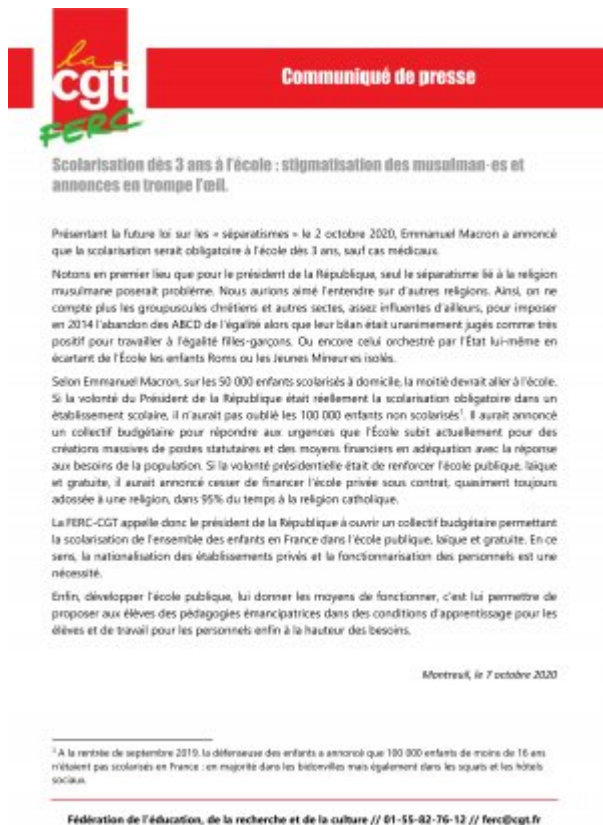 la
cgt
FERC
Communiqué de presse
Scolarisation dès 3 ans à l'école : stigmatisation des musulman·es et
annonces en trompe l'œil.
Présentant la future loi sur les « séparatismes » le 2 octobre 2020, Emmanuel Macron a annoncé
que la scolarisation serait obligatoire à l'école dès 3 ans, sauf cas médicaux.
Notons en premier lieu que pour le président de la République, seul le séparatisme lié à la religion
musulmane poserait problème. Nous aurions aimé l'entendre sur d'autres religions. Ainsi, on ne
compte plus les groupuscules chrétiens et autres sectes, assez influentes d'ailleurs, pour imposer
en 2014 l'abandon des ABCD de l'égalité alors que leur bilan était unanimement jugés comme très
positif pour travailler à l'égalité filles-garçons. Ou encore celui orchestré par l'État lui-même en
écartant de l'École les enfants Roms ou les Jeunes Mineur·es isolés.
Selon Emmanuel Macron, sur les 50 000 enfants scolarisés à domicile, la moitié devrait aller à l'école.
Si la volonté du Président de la République était réellement la scolarisation obligatoire dans un
établissement scolaire, il n'aurait pas oublié les 100 000 enfants non scolarisés¹. Il aurait annoncé
un collectif budgétaire pour répondre aux urgences que l'École subit actuellement pour des
créations massives de postes statutaires et des moyens financiers en adéquation avec la réponse
aux besoins de la population. Si la volonté présidentielle était de renforcer l'école publique, laïque
et gratuite, il aurait annoncé cesser de financer l'école privée sous contrat, quasiment toujours
adossée à une religion, dans 95% du temps à la religion catholique.
La FERC-CGT appelle donc le président de la République à ouvrir un collectif budgétaire permettant
la scolarisation de l'ensemble des enfants en France dans l'école publique, laïque et gratuite. En ce
sens, la nationalisation des établissements privés et la fonctionnarisation des personnels est une
nécessité.
Enfin, développer l'école publique, lui donner les moyens de fonctionner, c'est lui permettre de
proposer aux élèves des pédagogies émancipatrices dans des conditions d'apprentissage pour les
élèves et de travail pour les personnels enfin à la hauteur des besoins.
Montreuil, le 7 octobre 2020
¹ A la rentrée de septembre 2019, la défenseuse des enfants a annoncé que 100 000 enfants de moins de 16 ans
n'étaient pas scolarisés en France : en majorité dans les bidonvilles mais également dans les squats et les hôtels
sociaux.
Fédération de l'éducation, de la recherche et de la culture // 01-55-82-76-12 // ferc@cgt.fr